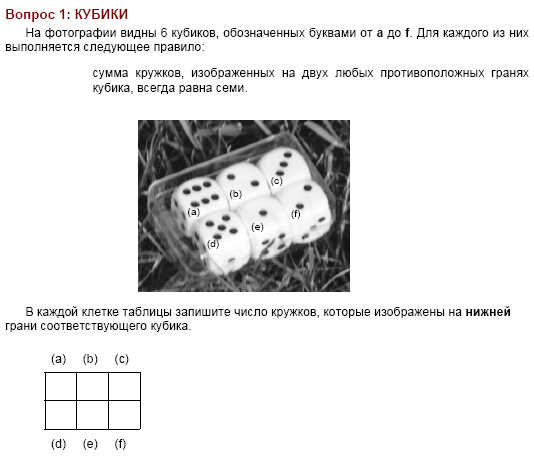 Вопрос 1: КУБИКИ
На фотографии видны 6 кубиков, обозначенных буквами от a до f. Для каждого из них
выполняется следующее правило:
сумма кружков, изображенных на двух любых противоположных гранях
кубика, всегда равна семи.
(c)
(b)
(a)
(f)
(e)
(d)
В каждой клетке таблицы запишите число кружков, которые изображены на нижней
грани соответствующего кубика.
(a) (b) (c)
(d) (e) (f)